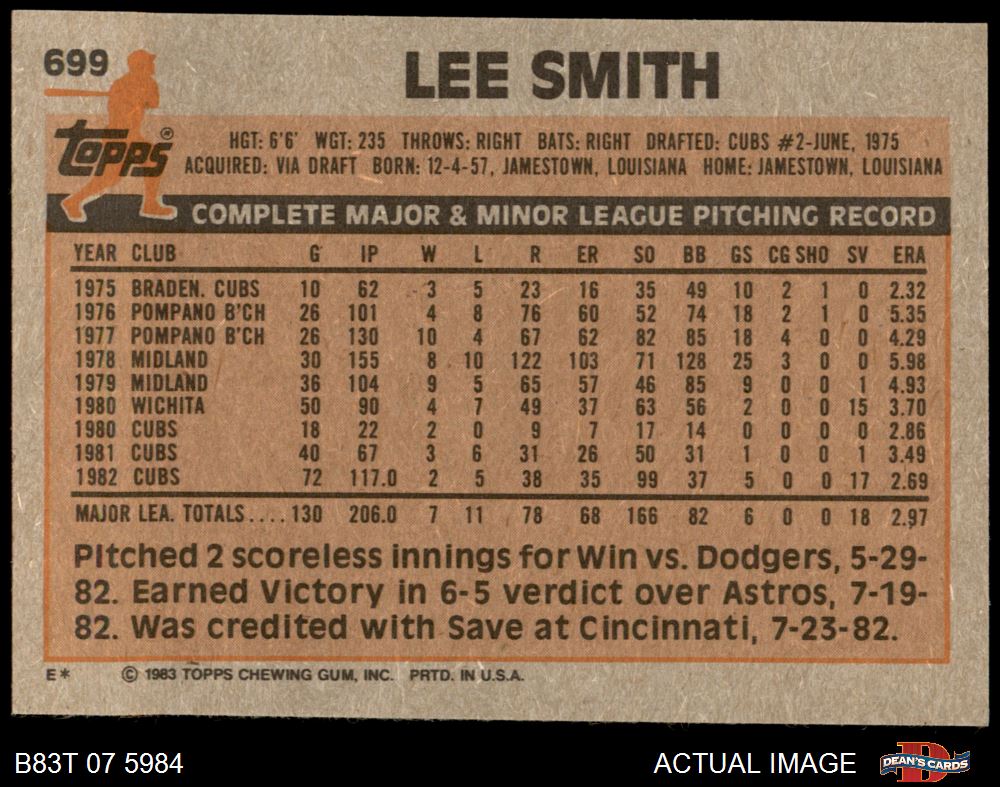 699
LEE SMITH
Topps ®
HGT: 6'6" WGT: 235 THROWS: RIGHT BATS: RIGHT DRAFTED: CUBS #2-JUNE, 1975
ACQUIRED: VIA DRAFT BORN: 12-4-57, JAMESTOWN, LOUISIANA HOME: JAMESTOWN, LOUISIANA
COMPLETE MAJOR & MINOR LEAGUE PITCHING RECORD
YEAR CLUB G IP W L R ER SO BB GS CG SHO SV ERA
1975 BRADEN. CUBS 10 62 3 5 23 16 35 49 10 2 1 0 2.32
1976 POMPANO B'CH 26 101 4 8 76 60 52 74 18 2 1 0 5.35
1977 POMPANO B'CH 26 130 10 4 67 62 82 85 18 4 0 0 4.29
1978 MIDLAND 30 155 8 10 122 103 71 128 25 3 0 0 5.98
1979 MIDLAND 36 104 9 5 65 57 46 85 9 0 0 1 4.93
1980 WICHITA 50 90 4 7 49 37 63 56 2 0 0 15 3.70
1980 CUBS 18 22 2 0 9 7 17 14 0 0 0 0 2.86
1981 CUBS 40 67 3 6 31 26 50 31 1 0 0 1 3.49
1982 CUBS 72 117.0 2 5 38 35 99 37 5 0 0 17 2.69
MAJOR LEA. TOTALS.... 130 206.0 7 11 78 68 166 82 6 0 0 18 2.97
Pitched 2 scoreless innings for Win vs. Dodgers, 5-29-
82. Earned Victory in 6-5 verdict over Astros, 7-19-
82. Was credited with Save at Cincinnati, 7-23-82.
E* © 1983 TOPPS CHEWING GUM, INC. PRTD. IN U.S.A.
B83T 07 5984 ACTUAL IMAGE D DEAN'S CARDS